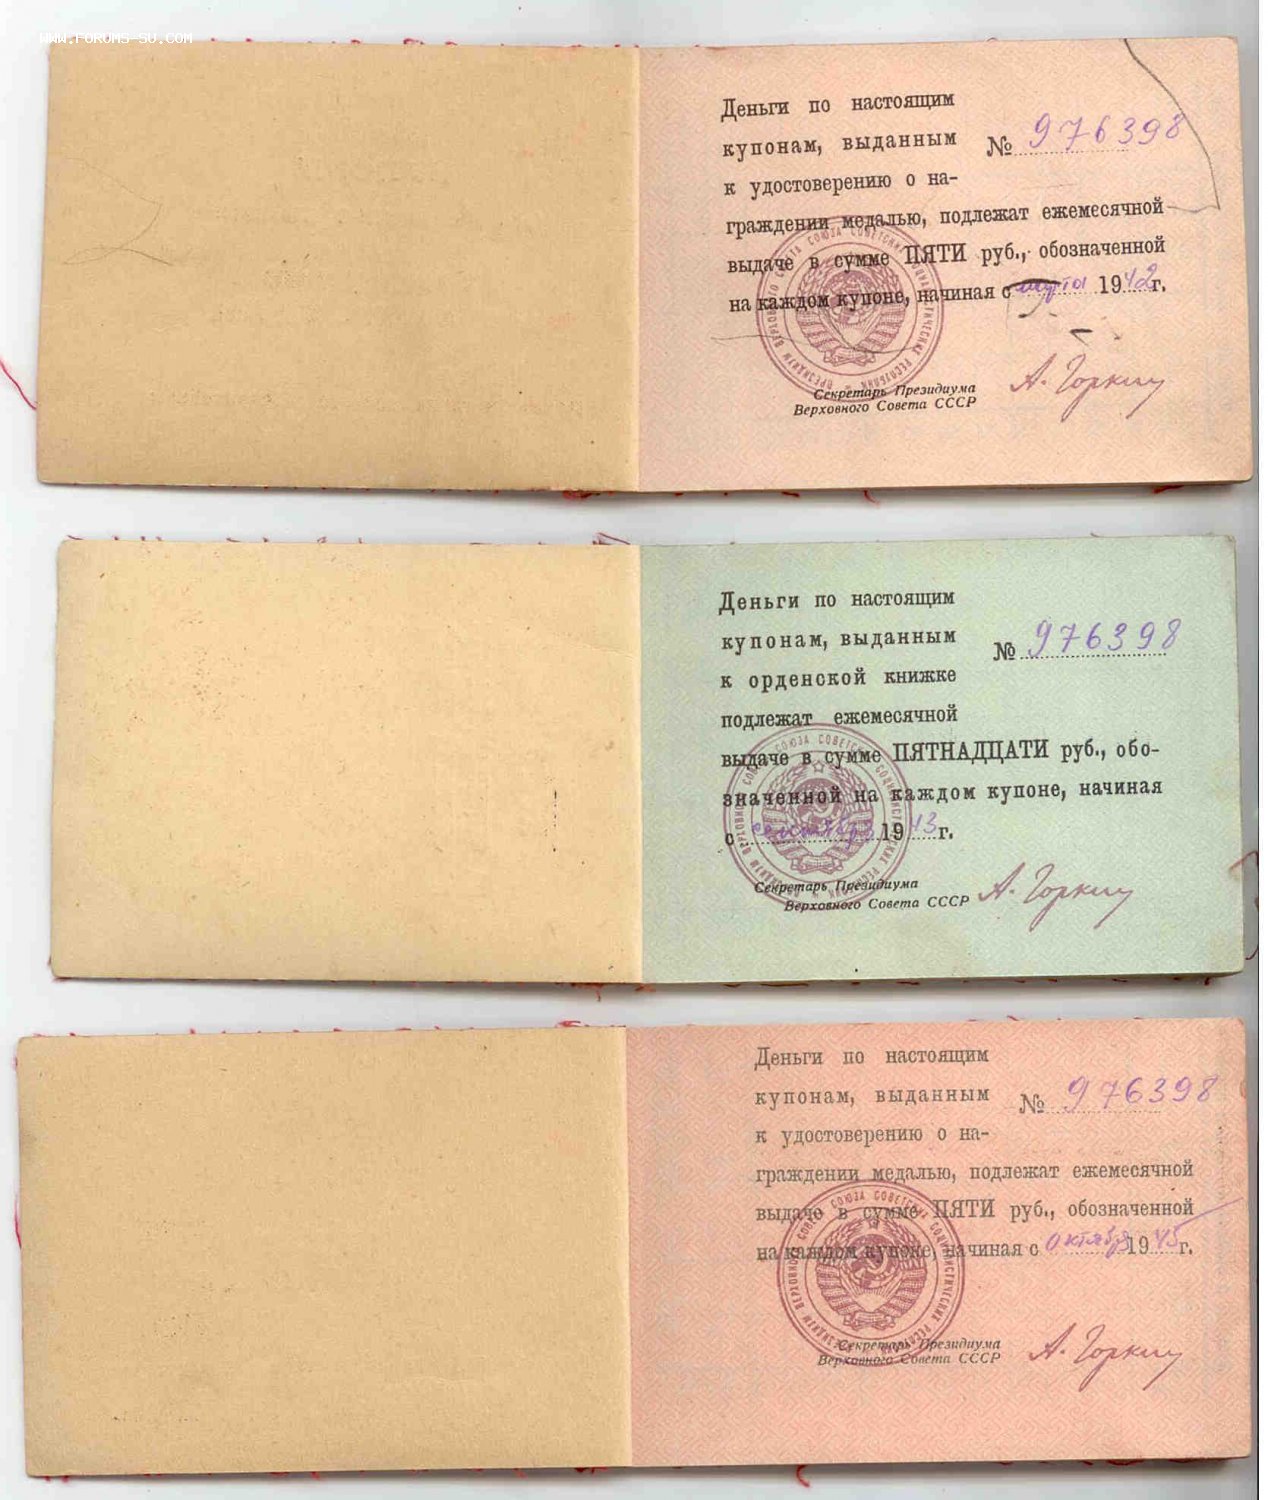 www.forums-su.com
Деньги по настоящим
купонам, выданным
№ 976398
к удостоверению о на-
граждении медалью, подлежат ежемесячной
выдаче в сумме ПЯТИ руб., обозначенной
на каждом купоне, начиная с марта 1942 г.
Секретарь Президиума
Верховного Совета СССР
А. Горкин
Деньги по настоящим
купонам, выданным
№ 976398
к орденской книжке
подлежат ежемесячной
выдаче в сумме ПЯТНАДЦАТИ руб., обо-
значенной на каждом купоне, начиная
с сентября 1943 г.
Секретарь Президиума
Верховного Совета СССР
А. Горкин
Деньги по настоящим
купонам, выданным
№ 976398
к удостоверению о на-
граждении медалью, подлежат ежемесячной
выдаче в сумме ПЯТИ руб., обозначенной
на каждом купоне, начиная с октября 1945 г.
Секретарь Президиума
Верховного Совета СССР
А. Горкин